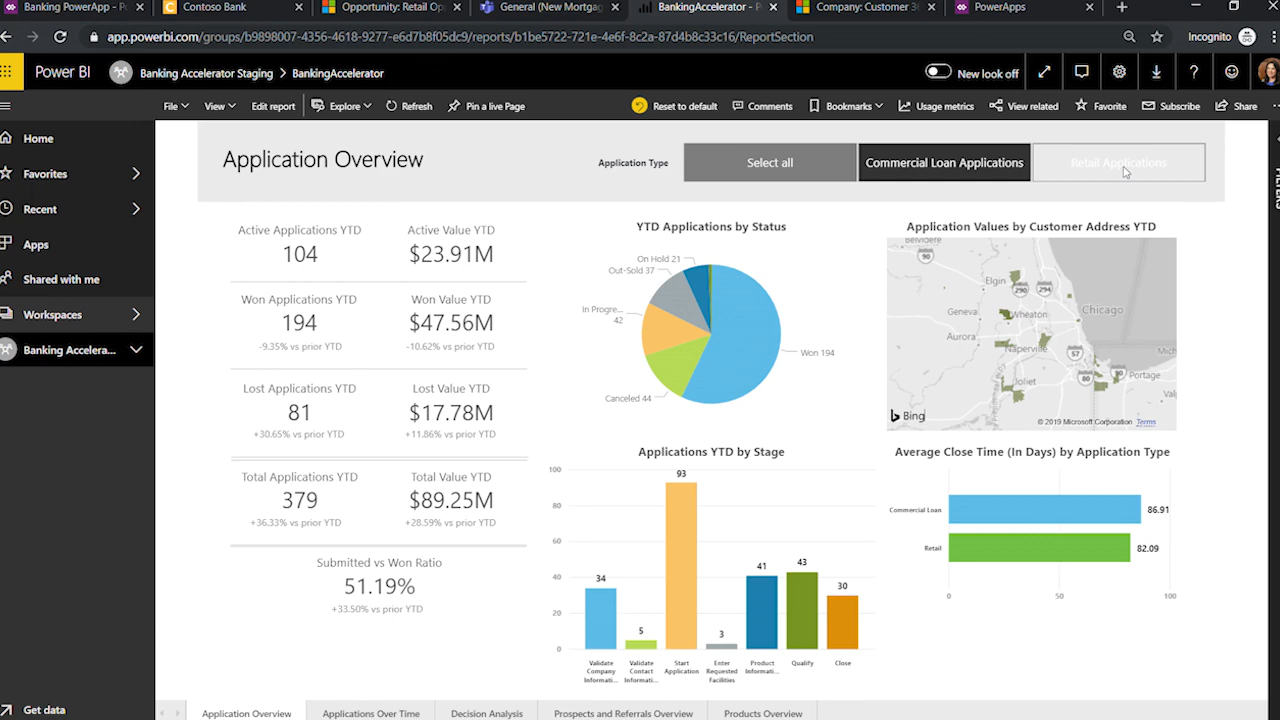 Banking PowerApp - Po
Contoso Bank
Opportunity: Retail Op
General (New Mortgag
BankingAccelerator - P
Company: Customer 36
PowerApps
app.powerbi.com/groups/b9898007-4356-4618-9277-e6d7b8f05dc9/reports/b1be5722-721e-4e6f-8c2a-87d4b8c33c16/ReportSection
Incognito
Power BI
Banking Accelerator Staging > BankingAccelerator
New look off
File
View
Edit report
Explore
Refresh
Pin a live Page
Reset to default
Comments
Bookmarks
Usage metrics
View related
Favorite
Subscribe
Share
Home
Favorites
Recent
Apps
Shared with me
Workspaces
Banking Accelera...
Get data
Application Overview
Application Type
Select all
Commercial Loan Applications
Retail Applications
Active Applications YTD
104
Active Value YTD
$23.91M
Won Applications YTD
194
-9.35% vs prior YTD
Won Value YTD
$47.56M
-10.62% vs prior YTD
Lost Applications YTD
81
+30.65% vs prior YTD
Lost Value YTD
$17.78M
+11.86% vs prior YTD
Total Applications YTD
379
+36.33% vs prior YTD
Total Value YTD
$89.25M
+28.59% vs prior YTD
Submitted vs Won Ratio
51.19%
+33.50% vs prior YTD
YTD Applications by Status
On Hold 21
Out-Sold 37
In Progre...
42
Canceled 44
Won 194
Application Values by Customer Address YTD
Belvidere
90
Elgin
290
294
Chicago
Geneva
Wheaton
Aurora
Naperville
57
Joliet
80
90
Portage
Mich
Val
Bing
© 2019 Microsoft Corporation Terms
Applications YTD by Stage
100
80
60
40
20
0
34
5
93
3
41
43
30
Validate
Company
Informati...
Validate
Contact
Informati...
Start
Application
Enter
Requested
Facilities
Product
Informati...
Qualify
Close
Average Close Time (In Days) by Application Type
Commercial Loan
86.91
Retail
82.09
0
50
100
Application Overview
Applications Over Time
Decision Analysis
Prospects and Referrals Overview
Products Overview